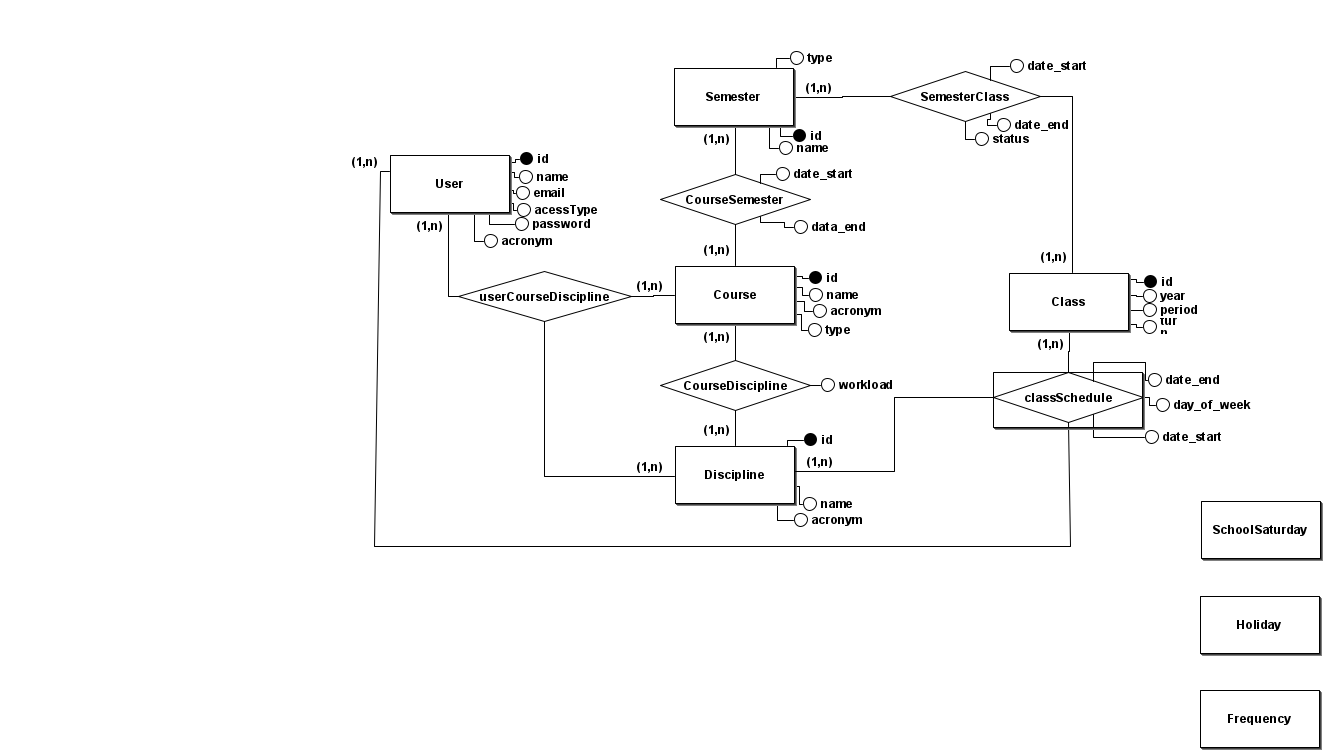 type
date_start
(1,n)
Semester
SemesterClass
date_end
id
(1,n)
status
name
(1,n)
id
date_start
name
User
email
CourseSemester
acessType
password
(1,n)
data_end
acronym
(1,n)
(1,n)
id
id
(1,n)
name
year
userCourseDiscipline
Course
Class
acronym
period
type
(1,n)
(1,n)
date_end
CourseDiscipline
workload
classSchedule
day_of_week
(1,n)
id
date_start
(1,n)
(1,n)
Discipline
name
acronym
SchoolSaturday
Holiday
Frequency